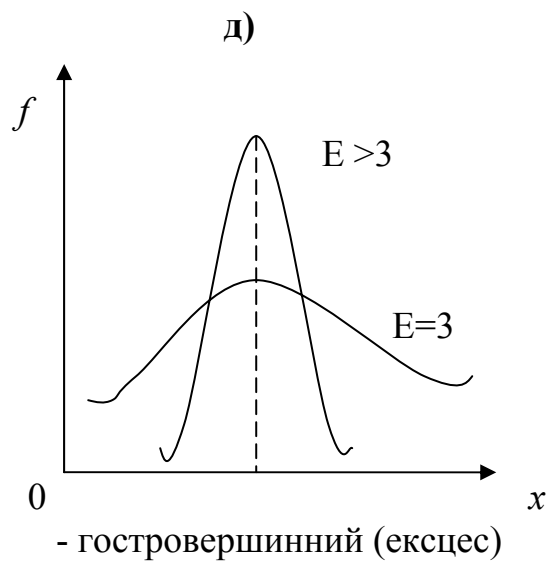 д)
f
E >3
E=3
0
x
- гостровершинний (ексцес)